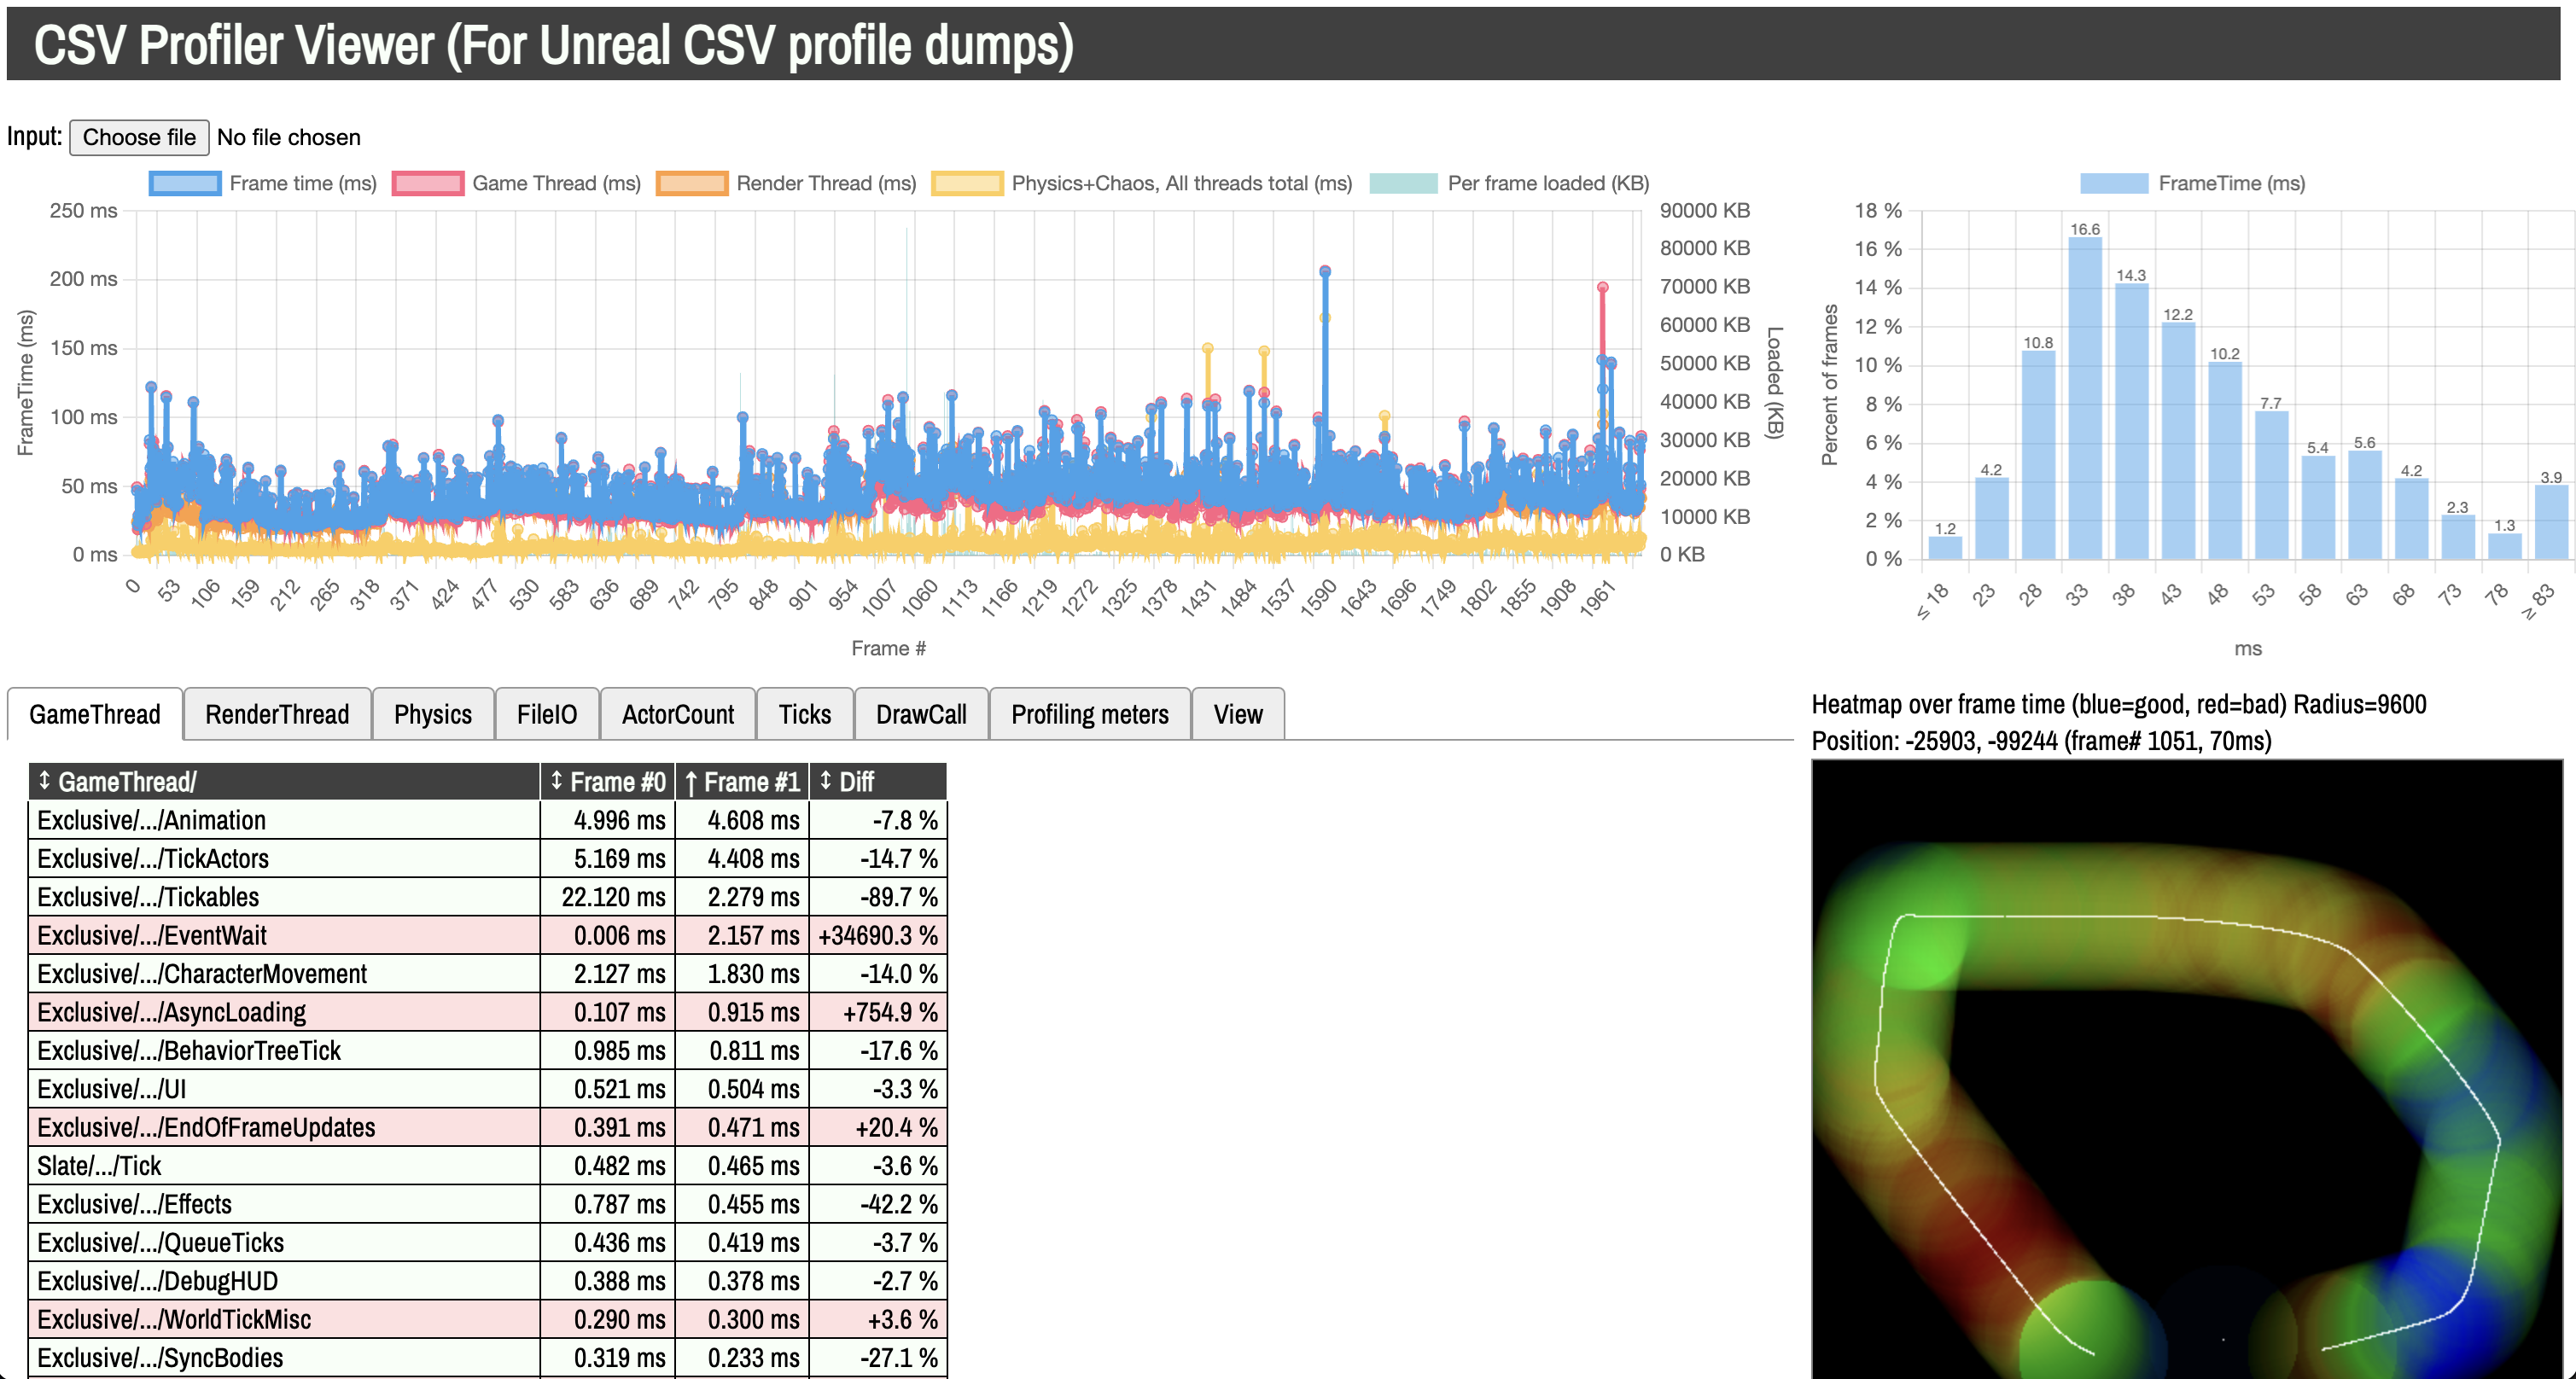 CSV Profiler Viewer (For Unreal CSV profile dumps)
Input: Choose file No file chosen
Frame time (ms) Game Thread (ms) Render Thread (ms) Physics+Chaos, All threads total (ms) Per frame loaded (KB)
250 ms
200 ms
150 ms
100 ms
50 ms
0 ms
FrameTime (ms)
90000 KB
80000 KB
70000 KB
60000 KB
50000 KB
40000 KB
30000 KB
20000 KB
10000 KB
0 KB
Loaded (KB)
0 53 106 159 212 265 318 371 424 477 530 583 636 689 742 795 848 901 954 1007 1060 1113 1166 1219 1272 1325 1378 1431 1484 1537 1590 1643 1696 1749 1802 1855 1908 1961
Frame #
FrameTime (ms)
18 %
16 %
14 %
12 %
10 %
8 %
6 %
4 %
2 %
0 %
Percent of frames
1.2 4.2 10.8 16.6 14.3 12.2 10.2 7.7 5.4 5.6 4.2 2.3 1.3 3.9
≤ 18 23 28 33 38 43 48 53 58 63 68 73 78 ≥ 83
ms
GameThread RenderThread Physics FileIO ActorCount Ticks DrawCall Profiling meters View
↕ GameThread/ ↕ Frame #0 ↑ Frame #1 ↕ Diff
Exclusive/.../Animation 4.996 ms 4.608 ms -7.8 %
Exclusive/.../TickActors 5.169 ms 4.408 ms -14.7 %
Exclusive/.../Tickables 22.120 ms 2.279 ms -89.7 %
Exclusive/.../EventWait 0.006 ms 2.157 ms +34690.3 %
Exclusive/.../CharacterMovement 2.127 ms 1.830 ms -14.0 %
Exclusive/.../AsyncLoading 0.107 ms 0.915 ms +754.9 %
Exclusive/.../BehaviorTreeTick 0.985 ms 0.811 ms -17.6 %
Exclusive/.../UI 0.521 ms 0.504 ms -3.3 %
Exclusive/.../EndOfFrameUpdates 0.391 ms 0.471 ms +20.4 %
Slate/.../Tick 0.482 ms 0.465 ms -3.6 %
Exclusive/.../Effects 0.787 ms 0.455 ms -42.2 %
Exclusive/.../QueueTicks 0.436 ms 0.419 ms -3.7 %
Exclusive/.../DebugHUD 0.388 ms 0.378 ms -2.7 %
Exclusive/.../WorldTickMisc 0.290 ms 0.300 ms +3.6 %
Exclusive/.../SyncBodies 0.319 ms 0.233 ms -27.1 %
Heatmap over frame time (blue=good, red=bad) Radius=9600
Position: -25903, -99244 (frame# 1051, 70ms)